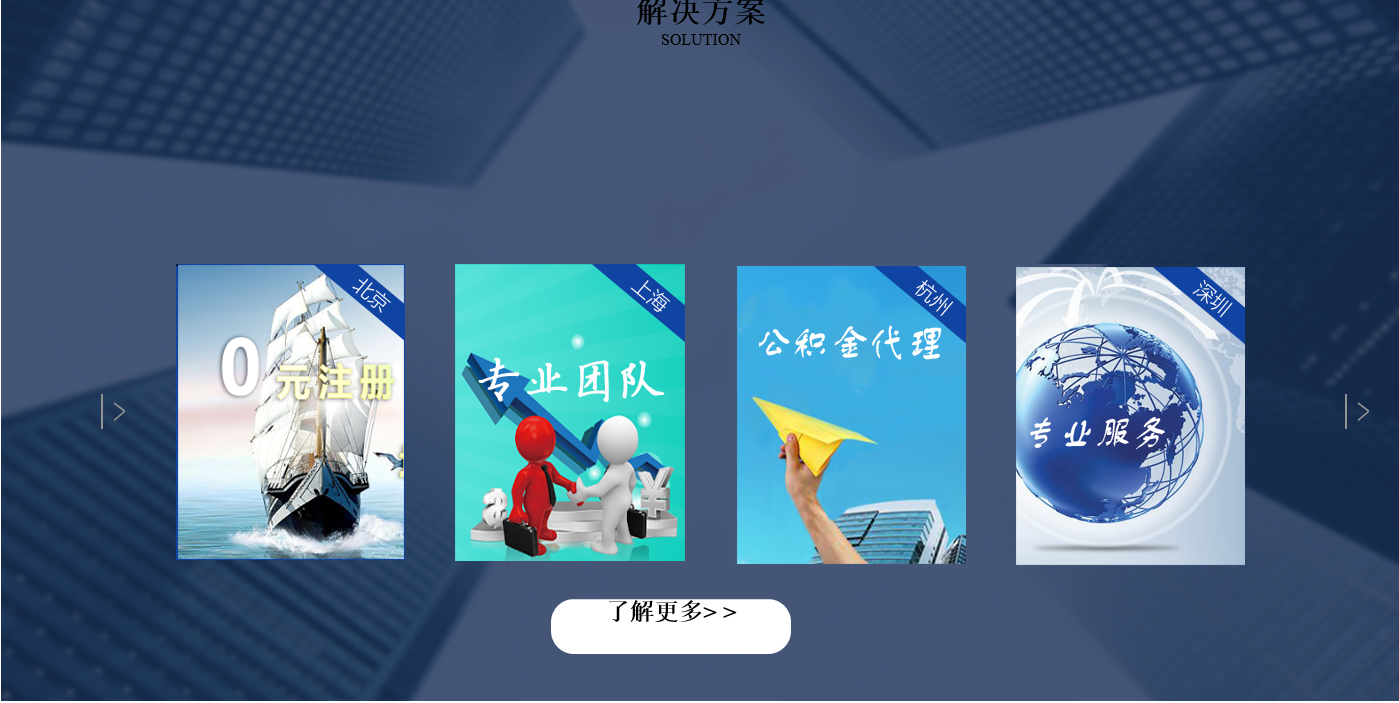 解决方案
SOLUTION
北京
0元注册
上海
专业团队
杭州
公积金代理
深圳
专业服务
了解更多>>